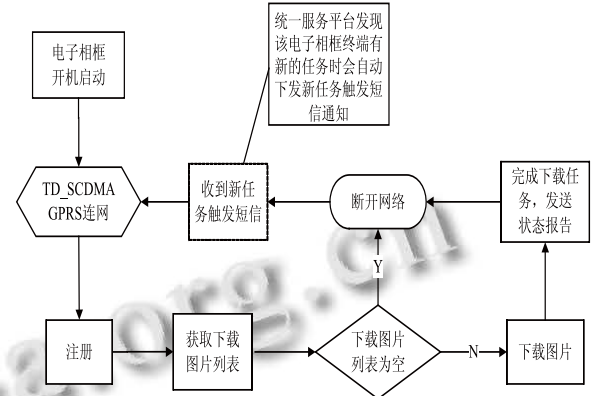 电子相框
开机启动
统一服务平台发现
该电子相框终端有
新的任务时会自动
下发新任务触发短
信通知
TD_SCDMA
GPRS连网
收到新任
务触发短信
断开网络
完成下载任
务，发送
状态报告
Y
注册
获取下载
图片列表
下载图片
列表为空
N
下载图片
.org.cn